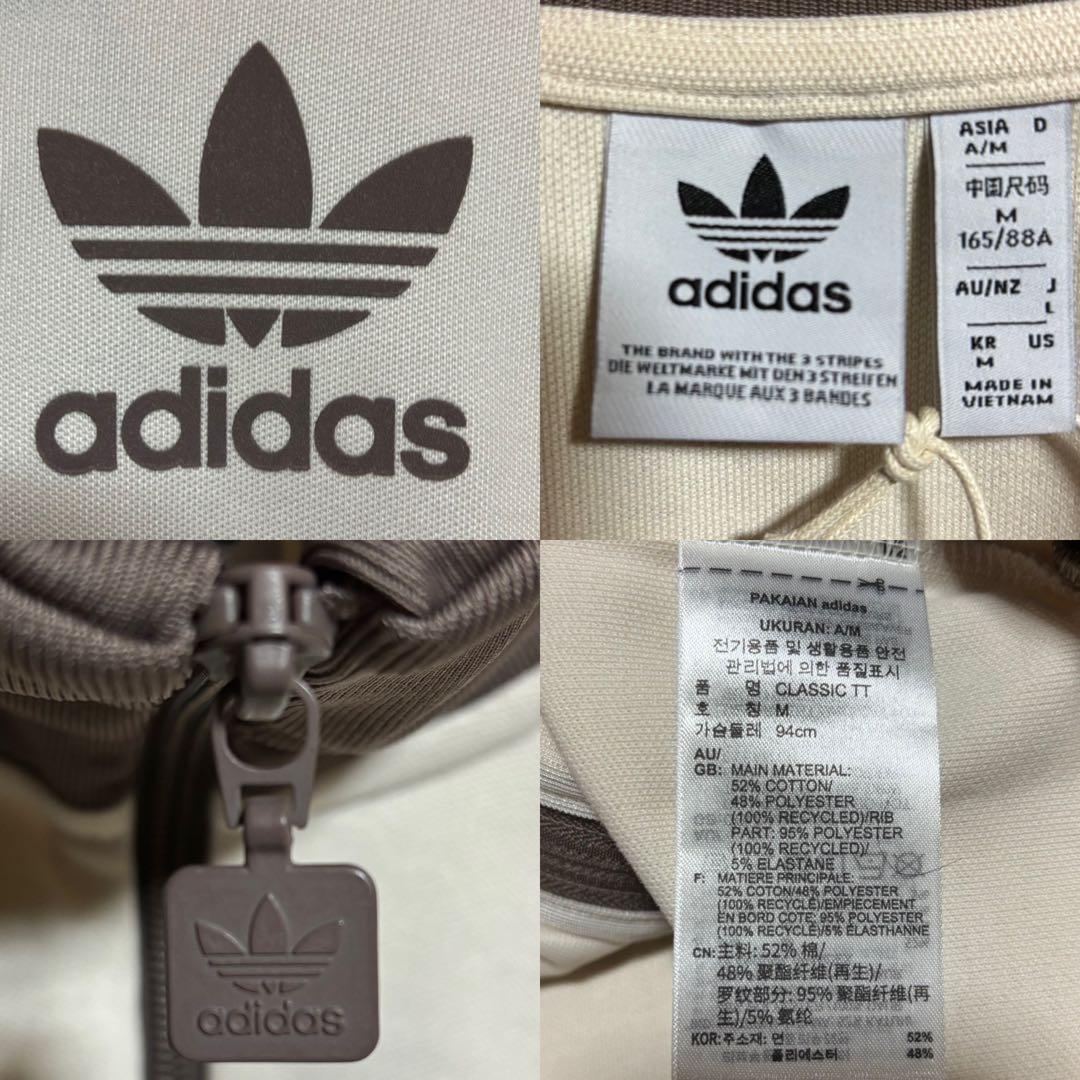 adidas
adidas
THE BRAND WITH THE 3 STRIPES
DIE WELTMARKE MIT DEN 3 STREIFEN
LA MARQUE AUX 3 BANDES
ASIA D
A/M
中国尺码
M
165/88A
AU/NZ J
L
KR US
M
MADE IN
VIETNAM
adidas
PAKAIAN adidas
UKURAN: A/M
전기용품 및 생활용품 안전
관리법에 의한 품질표시
품 명 CLASSIC TT
호 칭 M
가슴둘레 94cm
AU/
GB: MAIN MATERIAL:
52% COTTON/
48% POLYESTER
(100% RECYCLED)/RIB
PART: 95% POLYESTER
(100% RECYCLED)/
5% ELASTANE
F: MATIERE PRINCIPALE:
52% COTON/48% POLYESTER
(100% RECYCLE)/EMPIECEMENT
EN BORD COTE: 95% POLYESTER
(100% RECYCLE)/5% ELASTHANNE
CN: 主料: 52% 棉/
48% 聚酯纤维(再生)/
罗纹部分: 95% 聚酯纤维(再
生)/5% 氨纶
KOR: 주소재: 면 52%
폴리에스터 48%